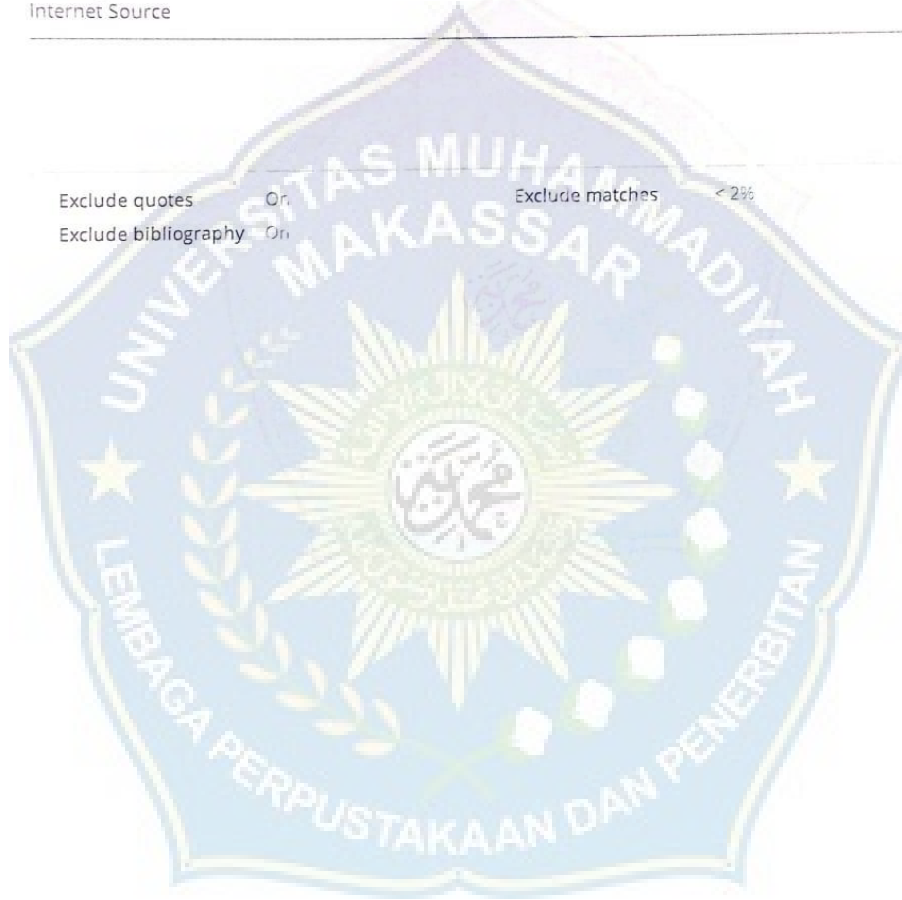 Internet Source
Exclude quotes On
Exclude matches < 2%
Exclude bibliography On
UNIVERSITAS MUHAMMADIYAH
MAKASSAR
LEMBAGA PERPUSTAKAAN DAN PENERBITAN